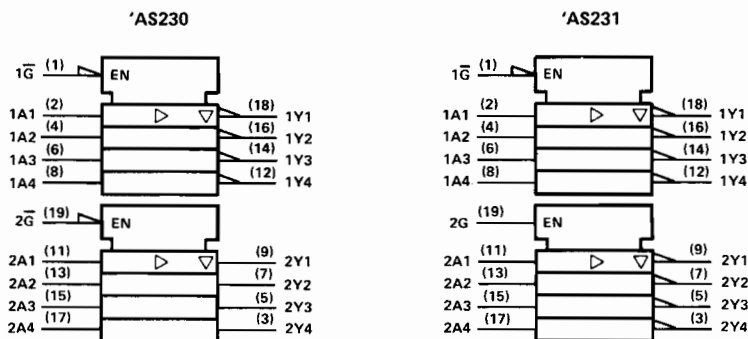 'AS230
1G̅ (1) EN
1A1 (2) (18) 1Y1
1A2 (4) (16) 1Y2
1A3 (6) (14) 1Y3
1A4 (8) (12) 1Y4
2G̅ (19) EN
2A1 (11) (9) 2Y1
2A2 (13) (7) 2Y2
2A3 (15) (5) 2Y3
2A4 (17) (3) 2Y4
'AS231
1G̅ (1) EN
1A1 (2) (18) 1Y1
1A2 (4) (16) 1Y2
1A3 (6) (14) 1Y3
1A4 (8) (12) 1Y4
2G (19) EN
2A1 (11) (9) 2Y1
2A2 (13) (7) 2Y2
2A3 (15) (5) 2Y3
2A4 (17) (3) 2Y4